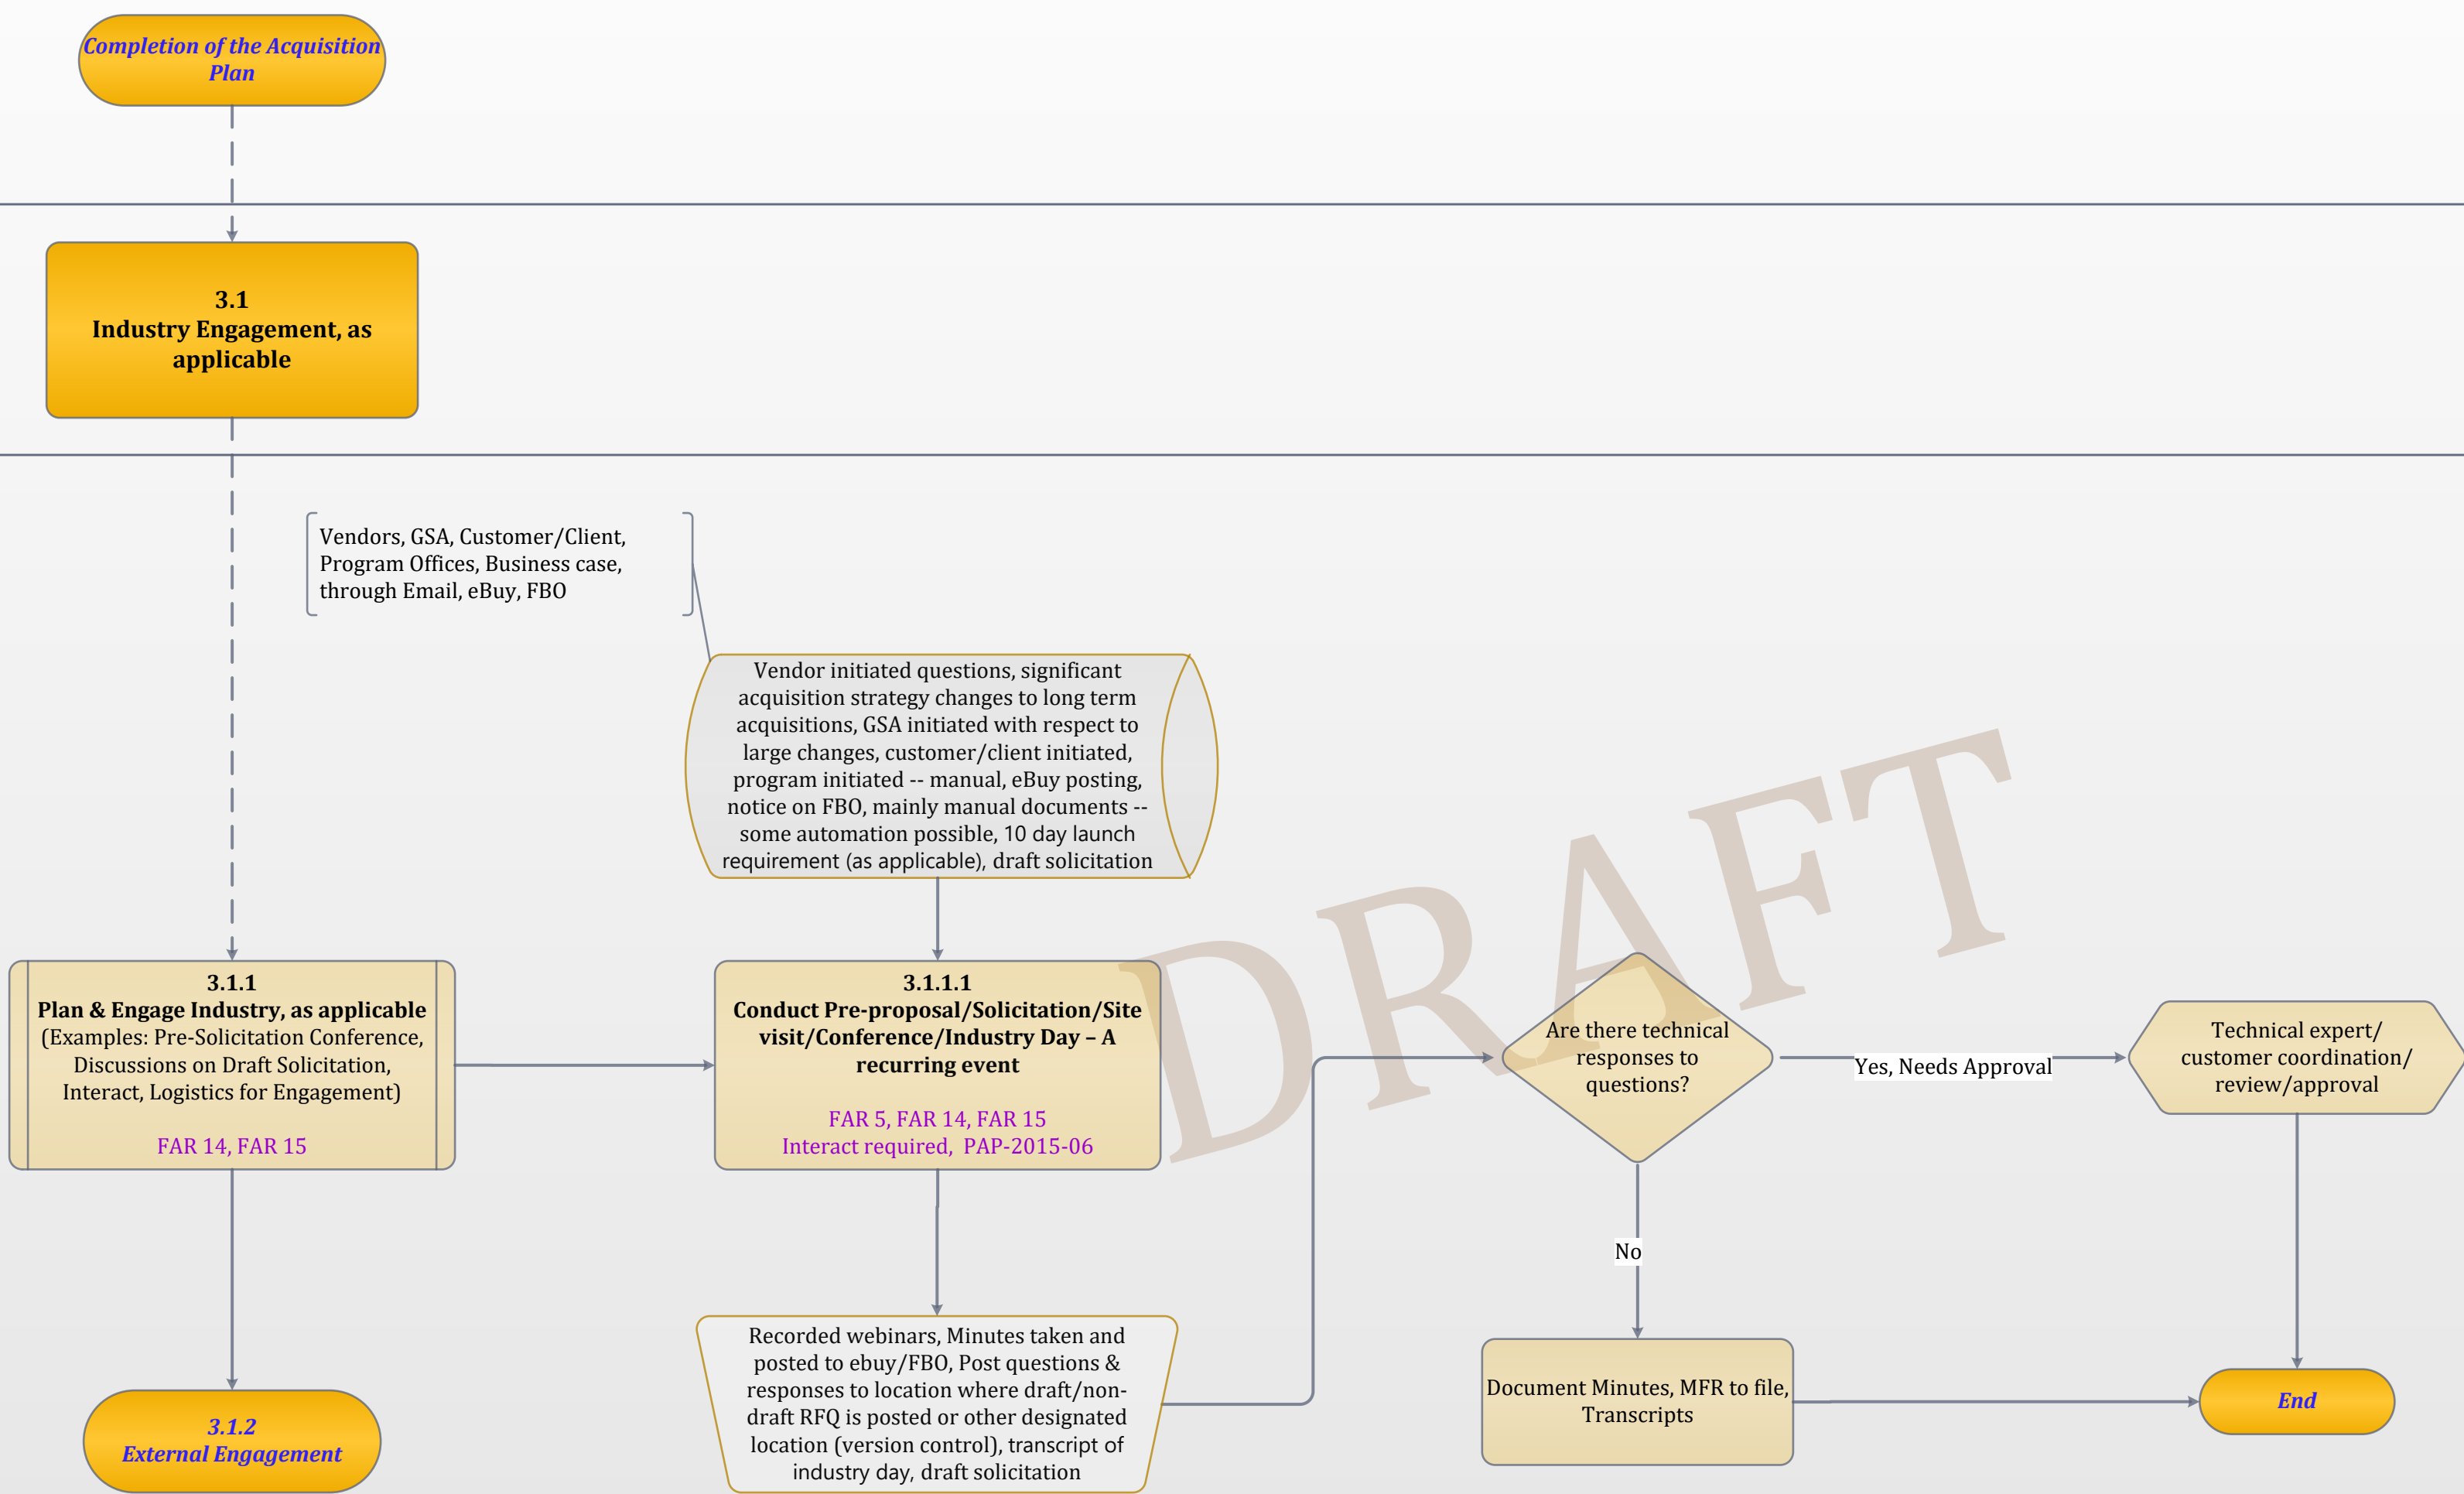 Completion of the Acquisition
Plan
3.1
Industry Engagement, as
applicable
Vendors, GSA, Customer/Client,
Program Offices, Business case,
through Email, eBuy, FBO
Vendor initiated questions, significant
acquisition strategy changes to long term
acquisitions, GSA initiated with respect to
large changes, customer/client initiated,
program initiated -- manual, eBuy posting,
notice on FBO, mainly manual documents --
some automation possible, 10 day launch
requirement (as applicable), draft solicitation
DRAFT
3.1.1
Plan & Engage Industry, as applicable
(Examples: Pre-Solicitation Conference,
Discussions on Draft Solicitation,
Interact, Logistics for Engagement)
FAR 14, FAR 15
3.1.1.1
Conduct Pre-proposal/Solicitation/Site
visit/Conference/Industry Day – A
recurring event
FAR 5, FAR 14, FAR 15
Interact required,  PAP-2015-06
Are there technical
responses to
questions?
Yes, Needs Approval
Technical expert/
customer coordination/
review/approval
No
3.1.2
External Engagement
Recorded webinars, Minutes taken and
posted to ebuy/FBO, Post questions &
responses to location where draft/non-
draft RFQ is posted or other designated
location (version control), transcript of
industry day, draft solicitation
Document Minutes, MFR to file,
Transcripts
End